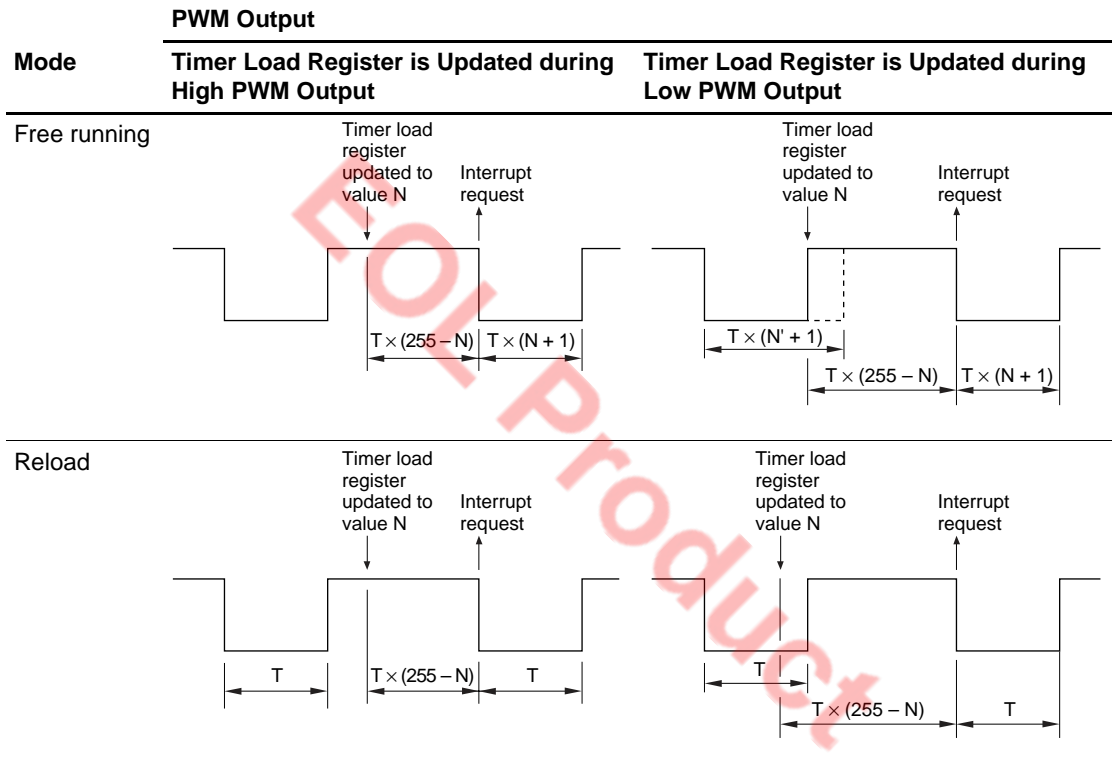 PWM Output
Mode
Timer Load Register is Updated during
High PWM Output
Timer Load Register is Updated during
Low PWM Output
Free running
Timer load
register
updated to
value N
Interrupt
request
T × (255 – N)
T × (N + 1)
Timer load
register
updated to
value N
Interrupt
request
T × (N' + 1)
T × (255 – N)
T × (N + 1)
Reload
Timer load
register
updated to
value N
Interrupt
request
T
T × (255 – N)
T
Timer load
register
updated to
value N
Interrupt
request
T
T × (255 – N)
T
EOL Product